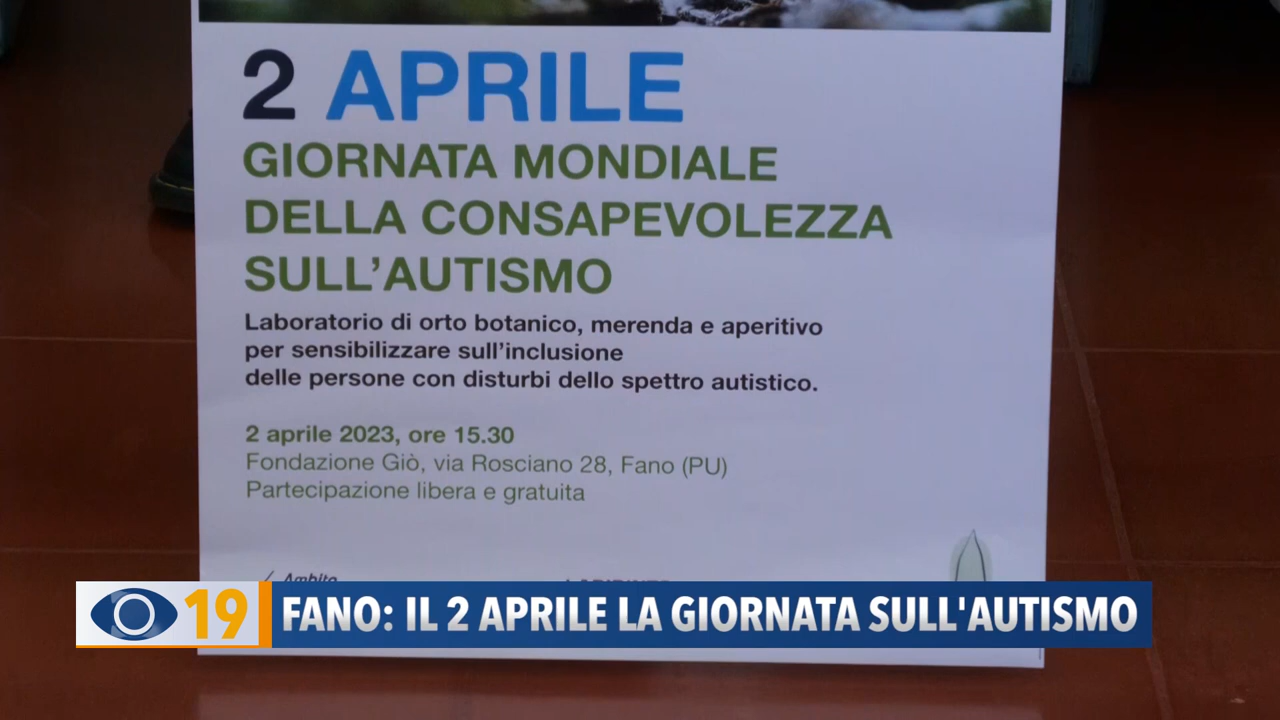 2 APRILE
GIORNATA MONDIALE
DELLA CONSAPEVOLEZZA
SULL'AUTISMO
Laboratorio di orto botanico, merenda e aperitivo
per sensibilizzare sull'inclusione
delle persone con disturbi dello spettro autistico.
2 aprile 2023, ore 15.30
Fondazione Giò, via Rosciano 28, Fano (PU)
Partecipazione libera e gratuita
Ambito
19 FANO: IL 2 APRILE LA GIORNATA SULL'AUTISMO